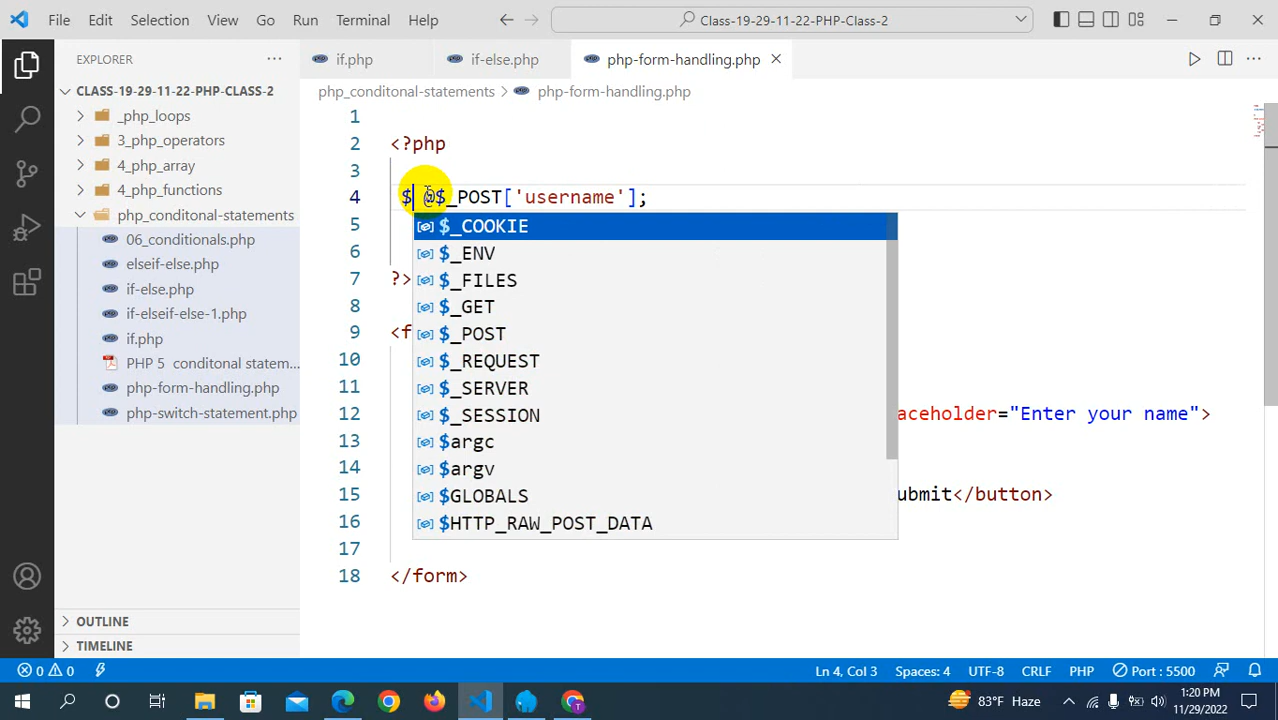 File Edit Selection View Go Run Terminal Help
Class-19-29-11-22-PHP-Class-2
EXPLORER
if.php
if-else.php
php-form-handling.php
CLASS-19-29-11-22-PHP-CLASS-2
_php_loops
3_php_operators
4_php_array
4_php_functions
php_conditonal-statements
06_conditionals.php
elseif-else.php
if-else.php
if-elseif-else-1.php
if.php
PHP 5 conditonal statem...
php-form-handling.php
php-switch-statement.php
OUTLINE
TIMELINE
php_conditonal-statements > php-form-handling.php
1
2 <?php
3
4 $ @$_POST['username'];
5
6
7 ?>
8
9 <f
10
11
12 aceholder="Enter your name">
13
14
15 ubmit</button>
16
17
18 </form>
$_COOKIE
$_ENV
$_FILES
$_GET
$_POST
$_REQUEST
$_SERVER
$_SESSION
$argc
$argv
$GLOBALS
$HTTP_RAW_POST_DATA
0 0 Ln 4, Col 3 Spaces: 4 UTF-8 CRLF PHP Port : 5500
83°F Haze
1:20 PM
11/29/2022